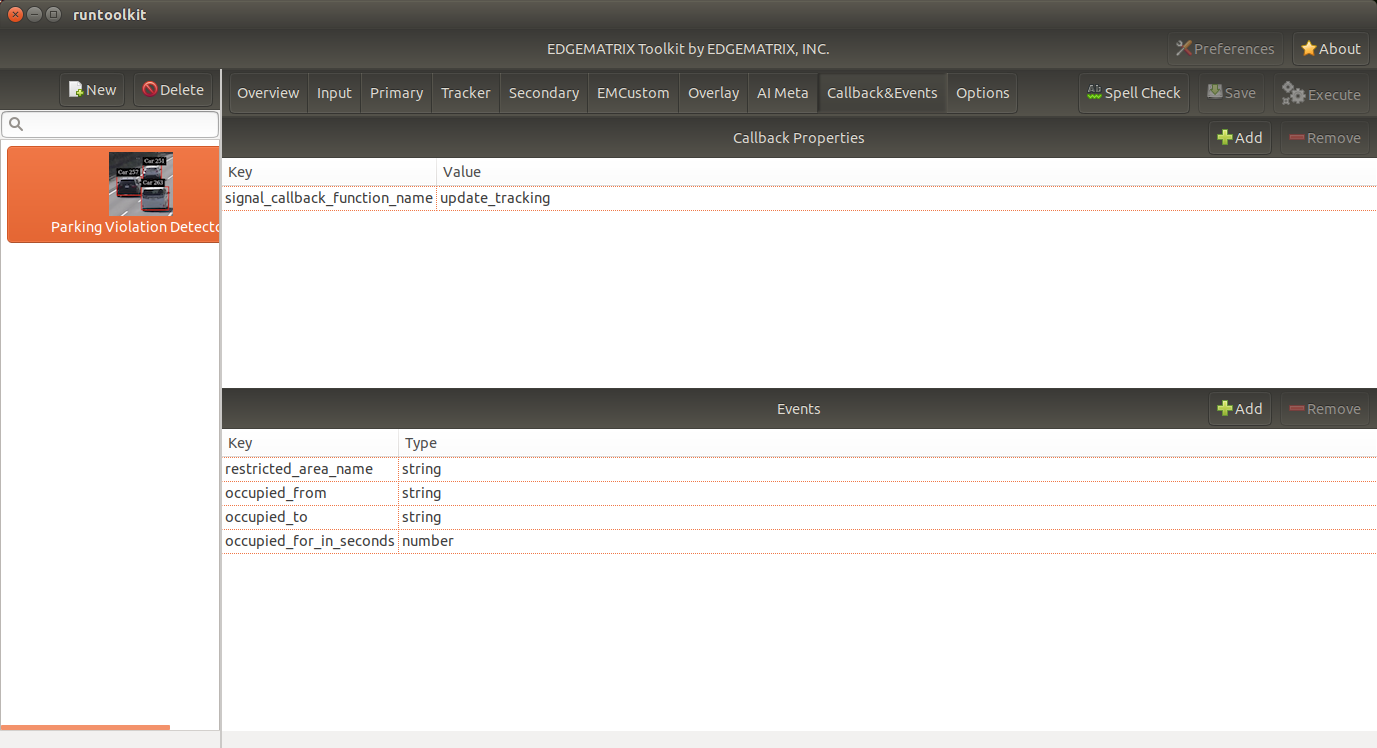 runtoolkit
EDGEMATRIX Toolkit by EDGEMATRIX, INC.
Preferences
About
New
Delete
Overview
Input
Primary
Tracker
Secondary
EMCustom
Overlay
AI Meta
Callback&Events
Options
Spell Check
Save
Execute
Callback Properties
Add
Remove
Key
Value
signal_callback_function_name
update_tracking
Car 251
Car 257
Car 263
Parking Violation Detecto
Events
Add
Remove
Key
Type
restricted_area_name
string
occupied_from
string
occupied_to
string
occupied_for_in_seconds
number